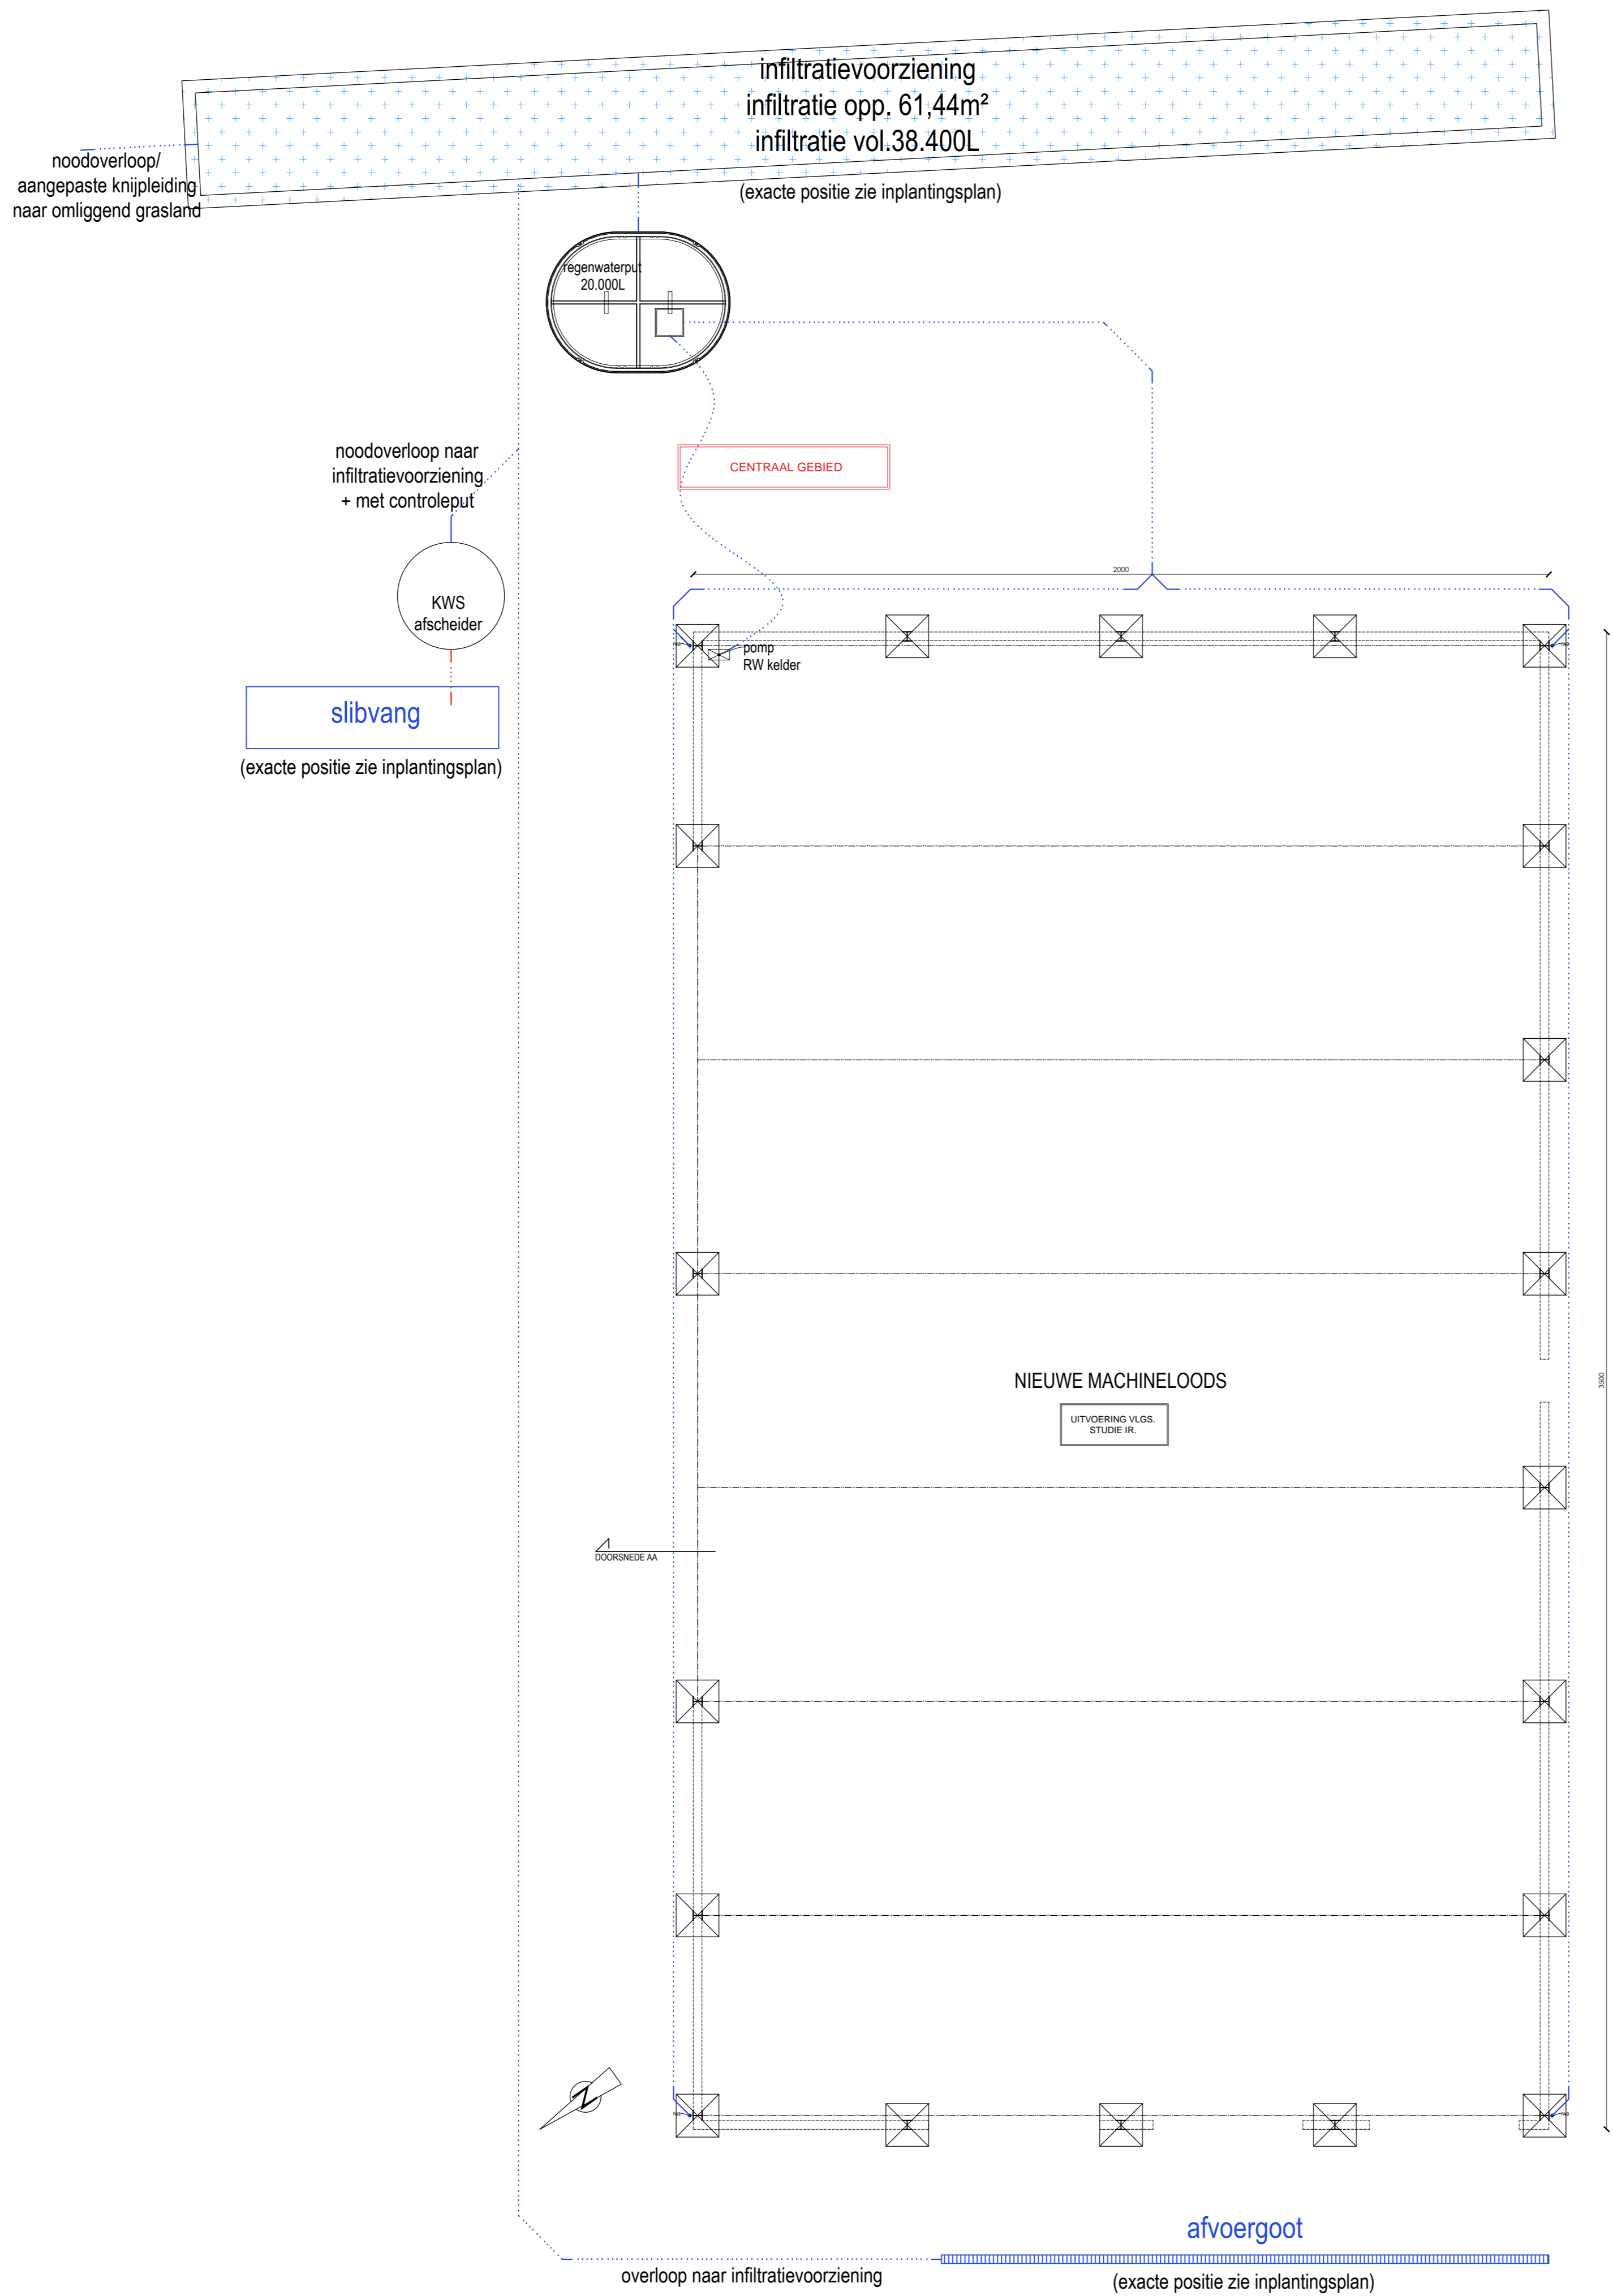 infiltratievoorziening
infiltratie opp. 61,44m²
infiltratie vol.38.400L
(exacte positie zie inplantingsplan)
noodoverloop/
aangepaste knijpleiding
naar omliggend grasland
regenwaterput
20.000L
noodoverloop naar
infiltratievoorziening
+ met controleput
CENTRAAL GEBIED
KWS
afscheider
2000
pomp
RW kelder
slibvang
(exacte positie zie inplantingsplan)
NIEUWE MACHINELOODS
UITVOERING VLGS.
STUDIE IR.
3500
DOORSNEDE AA
N
afvoergoot
overloop naar infiltratievoorziening
(exacte positie zie inplantingsplan)